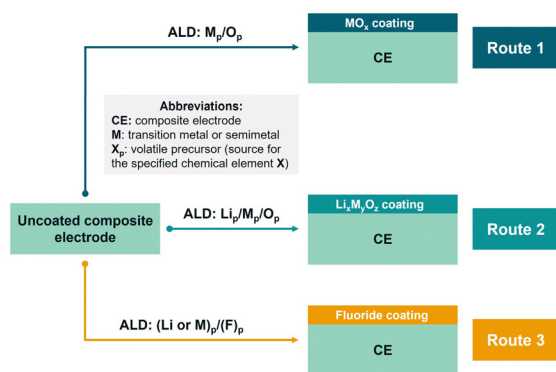 ALD: Mp/Op
MOx coating
CE
Route 1
Abbreviations:
CE: composite electrode
M: transition metal or semimetal
Xp: volatile precursor (source for
the specified chemical element X)
Uncoated composite
electrode
ALD: Lip/Mp/Op
LixMyOz coating
CE
Route 2
ALD: (Li or M)p/(F)p
Fluoride coating
CE
Route 3